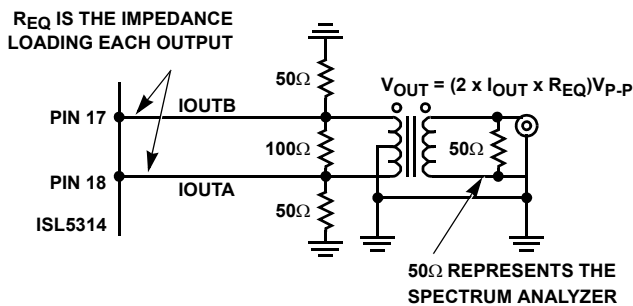 R_EQ IS THE IMPEDANCE
LOADING EACH OUTPUT
50Ω
V_OUT = (2 x I_OUT x R_EQ)V_P-P
PIN 17
IOUTB
100Ω
50Ω
PIN 18
IOUTA
ISL5314
50Ω
50Ω REPRESENTS THE
SPECTRUM ANALYZER